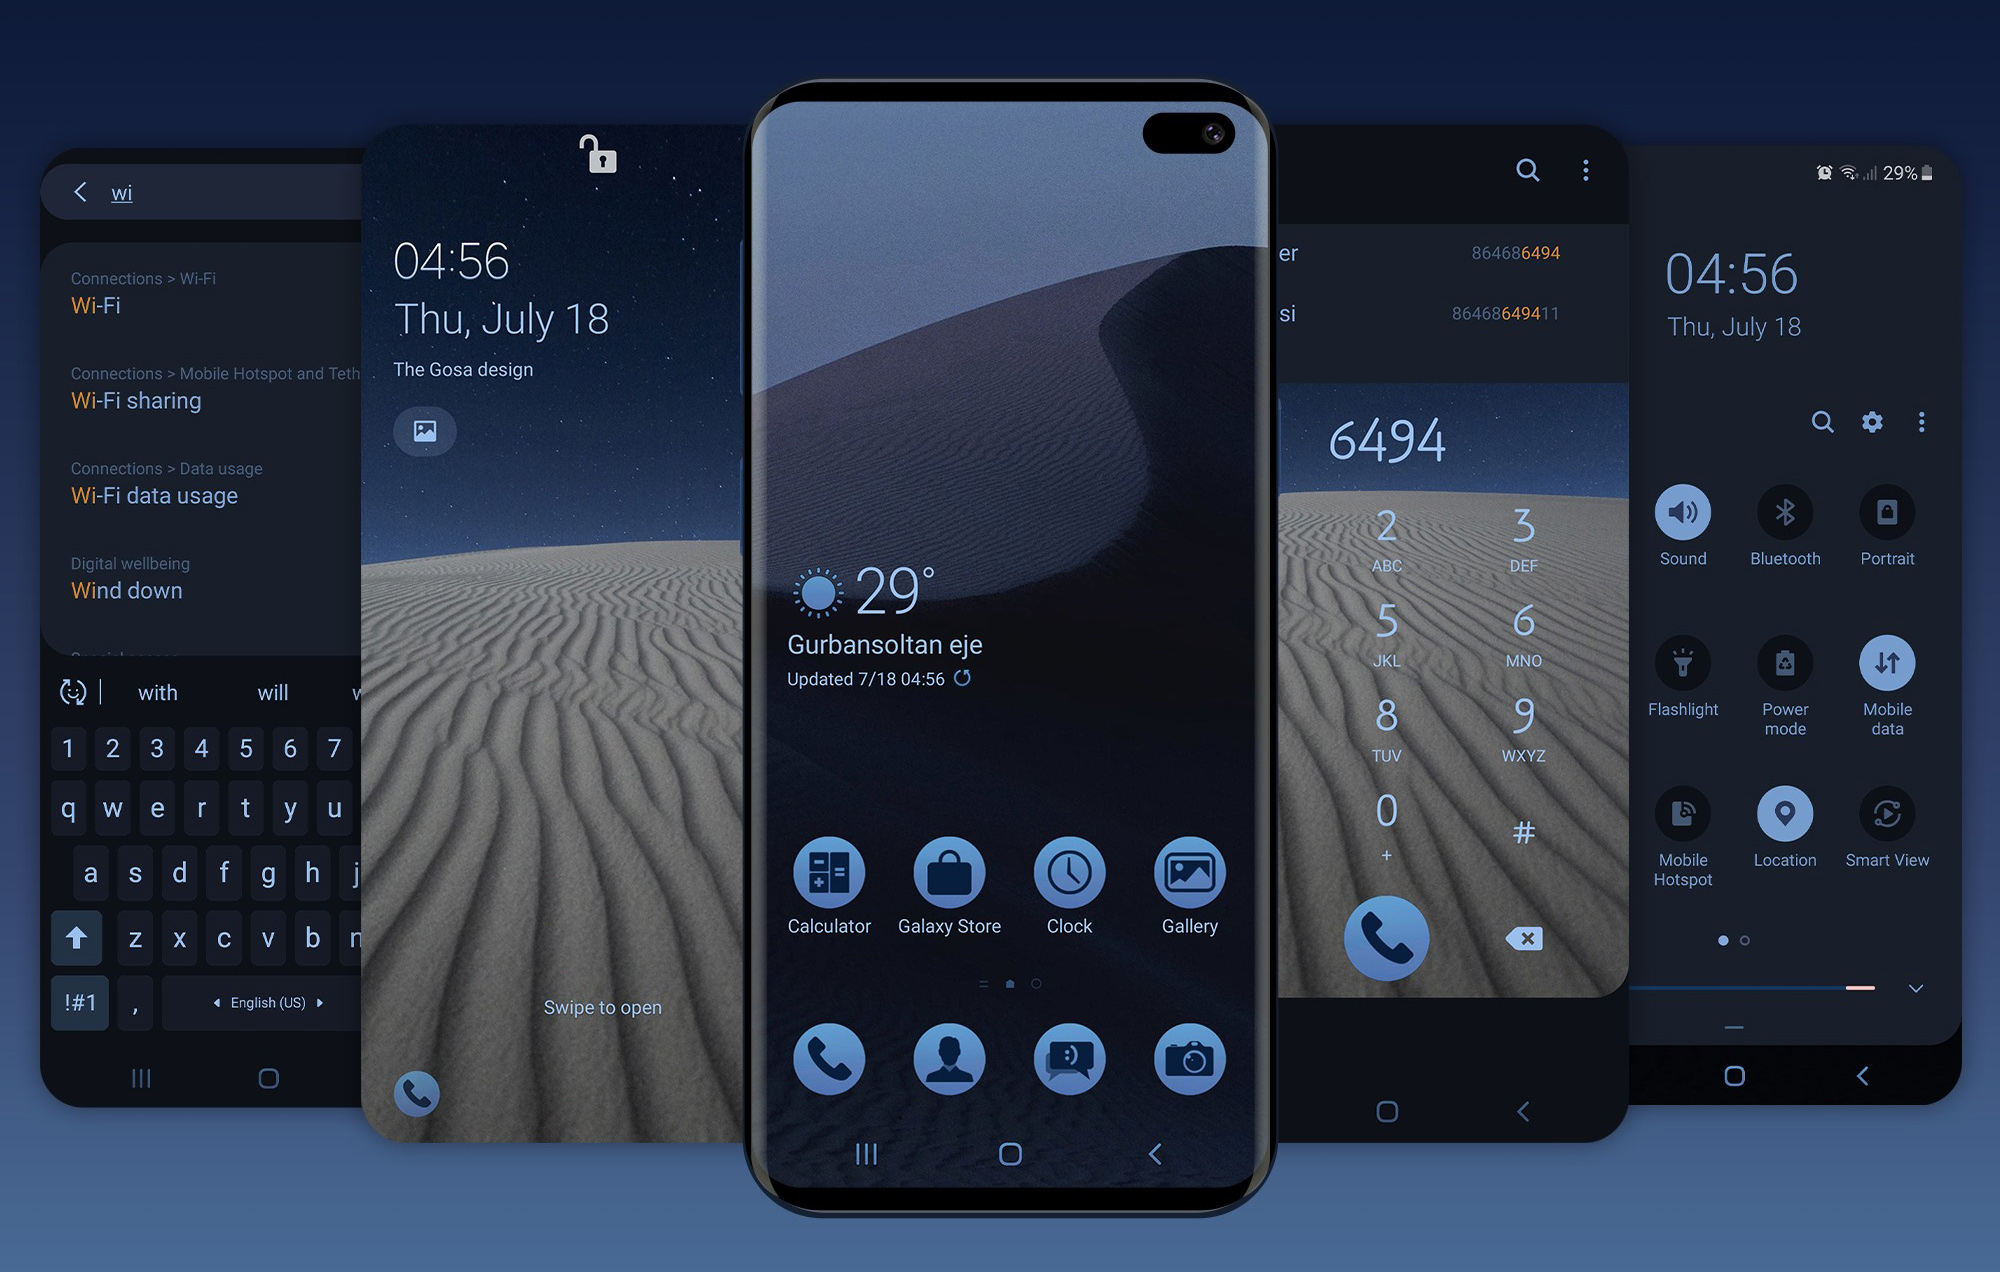 wi
Connections > Wi-Fi
Wi-Fi
Connections > Mobile Hotspot and Teth
Wi-Fi sharing
Connections > Data usage
Wi-Fi data usage
Digital wellbeing
Wind down
with will w
1 2 3 4 5 6 7
q w e r t y u
a s d f g h j
z x c v b n
!#1 , English (US)
04:56
Thu, July 18
The Gosa design
Swipe to open
29°
Gurbansoltan eje
Updated 7/18 04:56
Calculator Galaxy Store Clock Gallery
er 864686494
si 86468649411
6494
2 3
ABC DEF
5 6
JKL MNO
8 9
TUV WXYZ
0 #
+
29%
04:56
Thu, July 18
Sound Bluetooth Portrait
Flashlight Power mode Mobile data
Mobile Hotspot Location Smart View